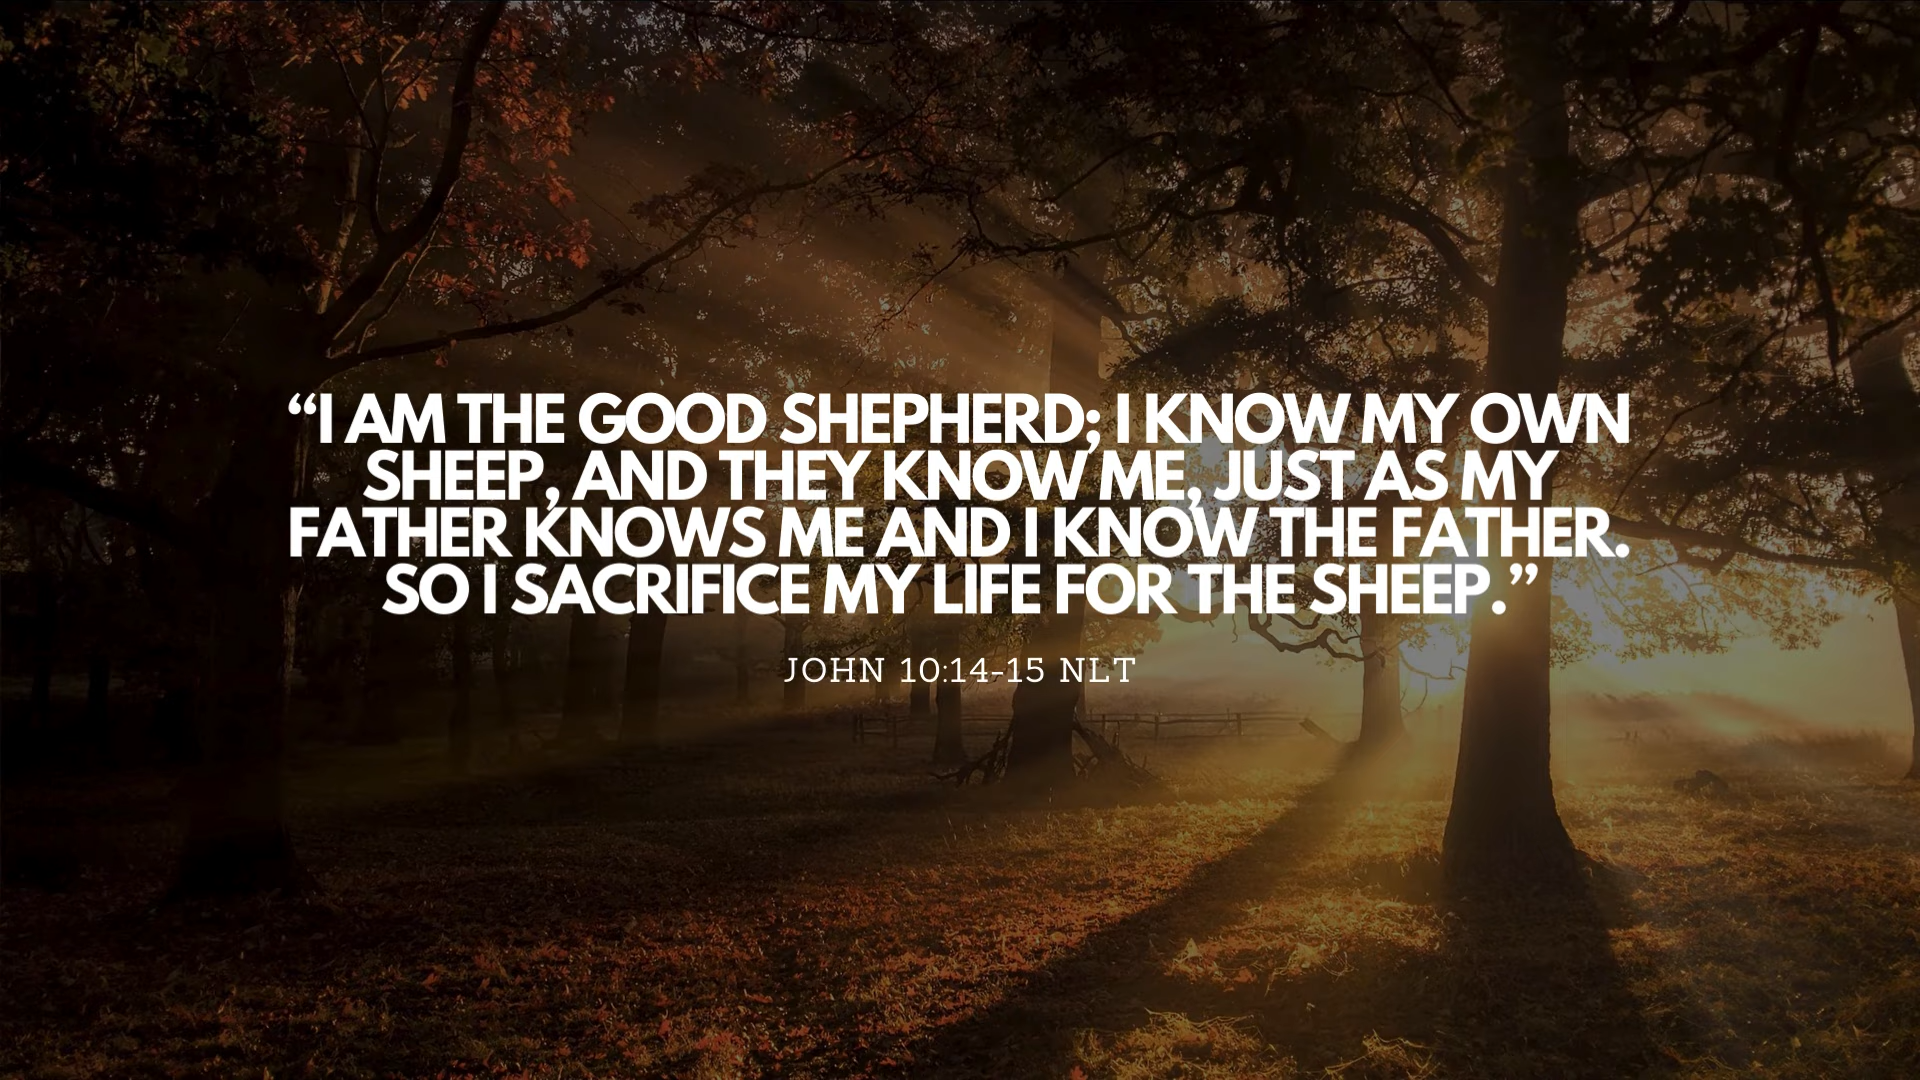 “I AM THE GOOD SHEPHERD; I KNOW MY OWN
SHEEP, AND THEY KNOW ME, JUST AS MY
FATHER KNOWS ME AND I KNOW THE FATHER.
SO I SACRIFICE MY LIFE FOR THE SHEEP.”
JOHN 10:14-15 NLT